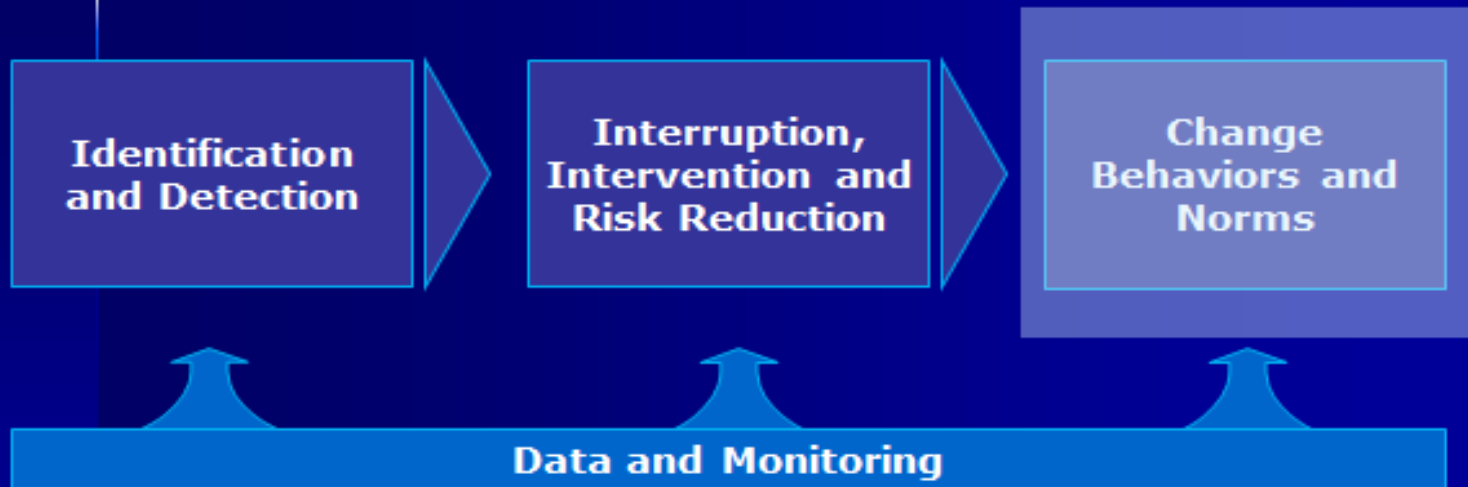 Identification
and Detection
Interruption,
Intervention and
Risk Reduction
Change
Behaviors and
Norms
Data and Monitoring